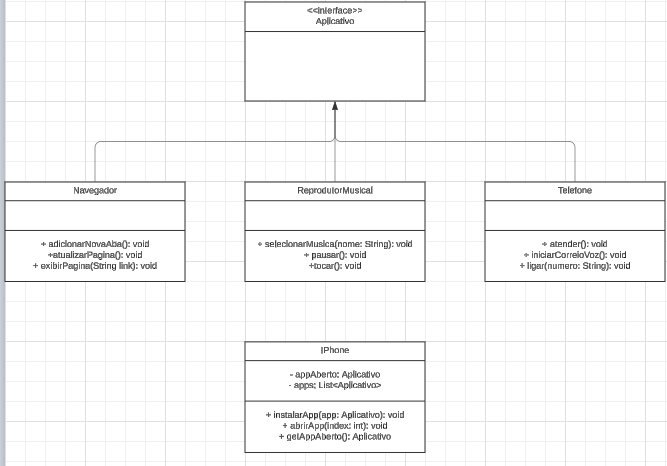 <<interface>>
Aplicativo
Navegador
+ adicionarNovaAba(): void
+atualizarPagina(): void
+ exibirPagina(String link): void
ReprodutorMusical
+ selecionarMusica(nome: String): void
+ pausar(): void
+tocar(): void
Telefone
+ atender(): void
+ iniciarCorreioVoz(): void
+ ligar(numero: String): void
IPhone
- appAberto: Aplicativo
- apps: List<Aplicativo>
+ instalarApp(app: Aplicativo): void
+ abrirApp(index: int): void
+ getAppAberto(): Aplicativo